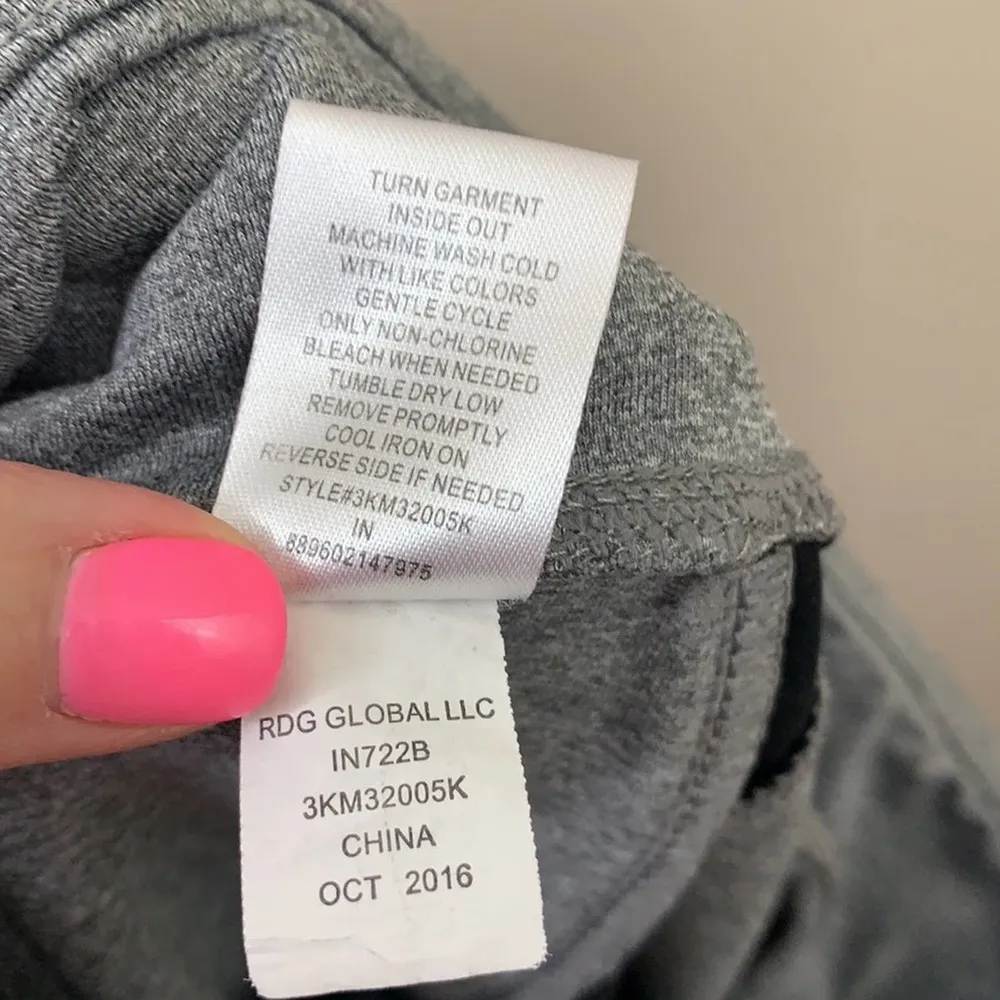 TURN GARMENT
INSIDE OUT
MACHINE WASH COLD
WITH LIKE COLORS
GENTLE CYCLE
ONLY NON-CHLORINE
BLEACH WHEN NEEDED
TUMBLE DRY LOW
REMOVE PROMPTLY
COOL IRON ON
REVERSE SIDE IF NEEDED
STYLE#3KM32005K
IN
889602147975
RDG GLOBAL LLC
IN722B
3KM32005K
CHINA
OCT 2016